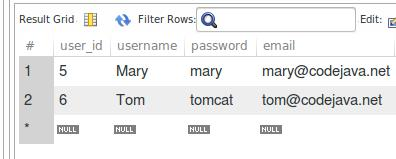 Result Grid Filter Rows: Edit:
# user_id username password email
1 5 Mary mary mary@codejava.net
2 6 Tom tomcat tom@codejava.net
* NULL NULL NULL NULL